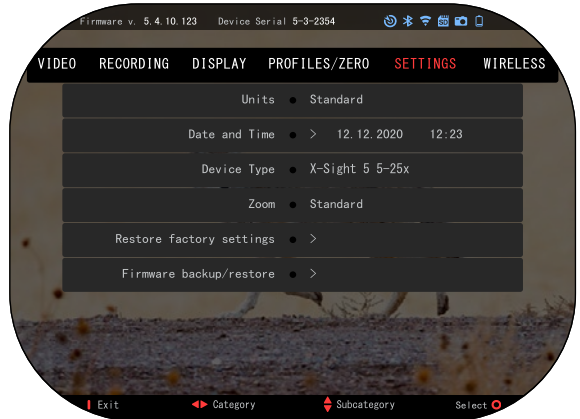 Firmware v. 5.4.10.123 Device Serial 5-3-2354
VIDEO RECORDING DISPLAY PROFILES/ZERO SETTINGS WIRELESS
Units ● Standard
Date and Time ● > 12.12.2020 12:23
Device Type ● X-Sight 5 5-25x
Zoom ● Standard
Restore factory settings ● >
Firmware backup/restore ● >
Exit Category Subcategory Select